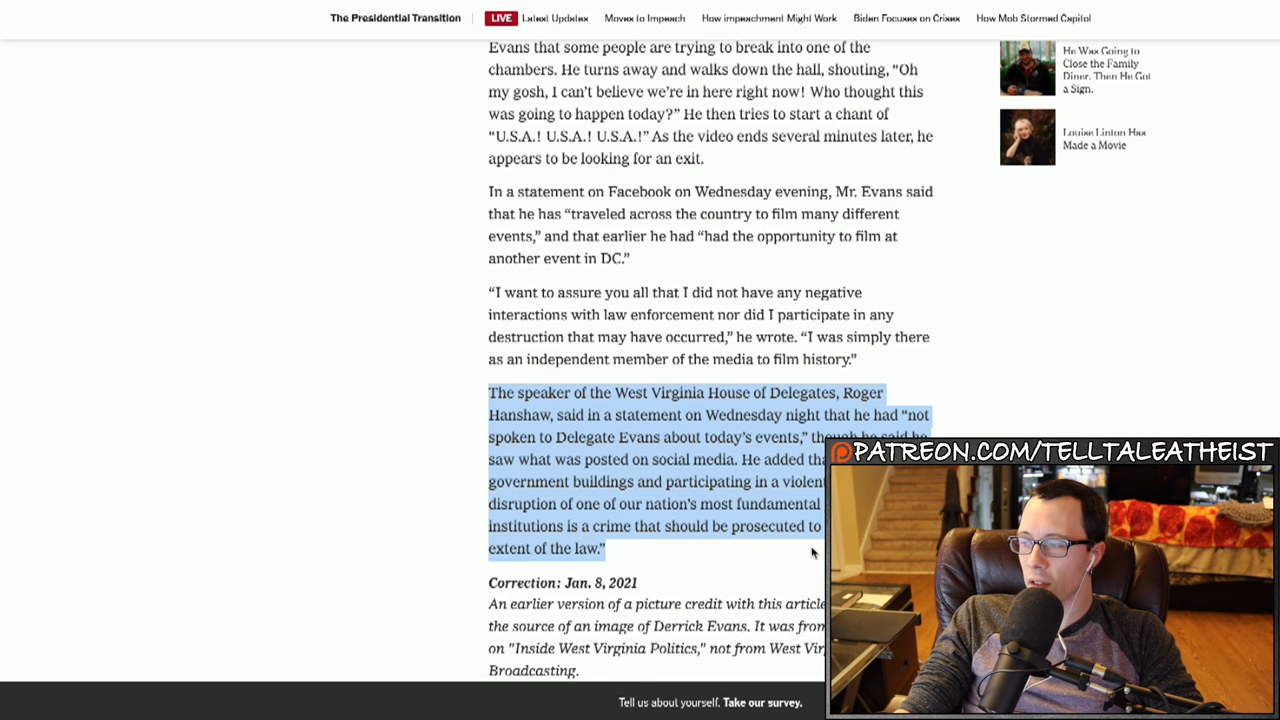 The Presidential Transition
LIVE Latest Updates Moves to Impeach How impeachment Might Work Biden Focuses on Crises How Mob Stormed Capitol
Evans that some people are trying to break into one of the
chambers. He turns away and walks down the hall, shouting, “Oh
my gosh, I can’t believe we’re in here right now! Who thought this
was going to happen today?” He then tries to start a chant of
“U.S.A.! U.S.A.! U.S.A.!” As the video ends several minutes later, he
appears to be looking for an exit.
In a statement on Facebook on Wednesday evening, Mr. Evans said
that he has “traveled across the country to film many different
events,” and that earlier he had “had the opportunity to film at
another event in DC.”
“I want to assure you all that I did not have any negative
interactions with law enforcement nor did I participate in any
destruction that may have occurred,” he wrote. “I was simply there
as an independent member of the media to film history.”
The speaker of the West Virginia House of Delegates, Roger
Hanshaw, said in a statement on Wednesday night that he had “not
spoken to Delegate Evans about today’s events,” though he said he
saw what was posted on social media. He added
government buildings and participating in a violent
disruption of one of our nation’s most fundamental
institutions is a crime that should be prosecuted to
extent of the law.”
Correction: Jan. 8, 2021
An earlier version of a picture credit with this article
the source of an image of Derrick Evans. It was from
on "Inside West Virginia Politics," not from West
Broadcasting.
He Was Going to
Close the Family
Diner. Then He Got
a Sign.
Louise Linton Has
Made a Movie
PATREON.COM/TELLTALEATHEIST
Tell us about yourself. Take our survey.